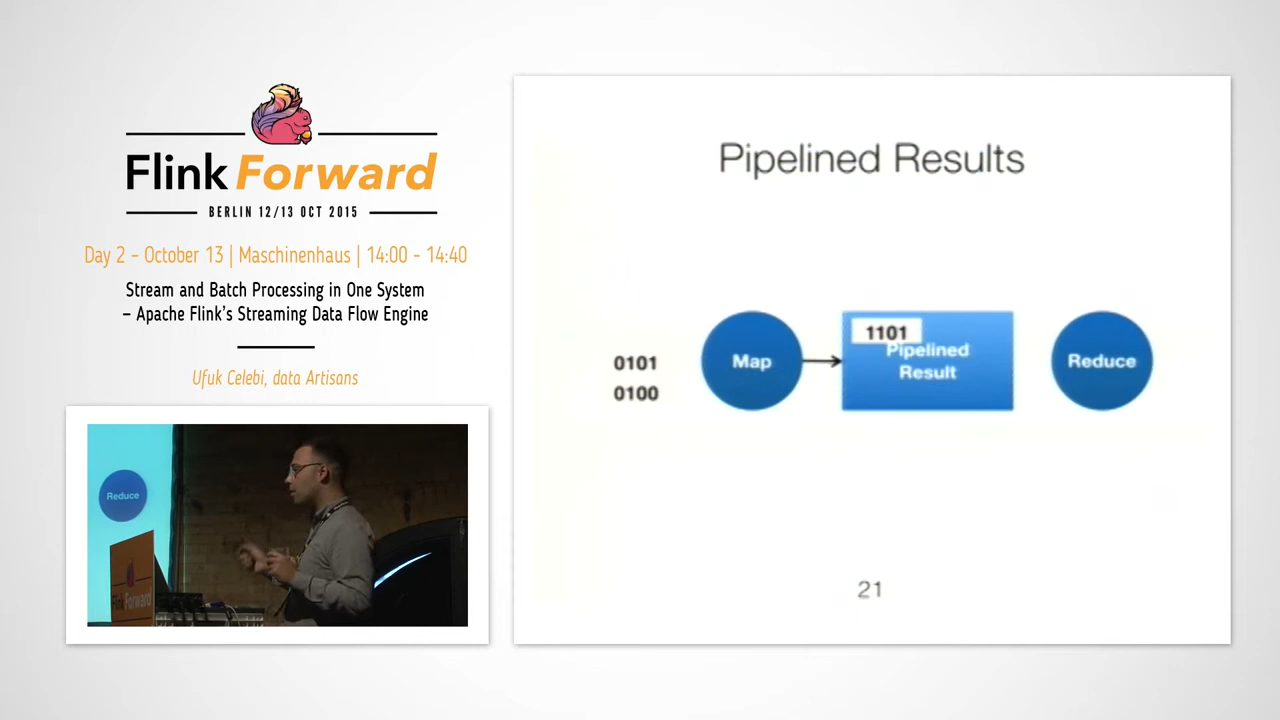 Flink Forward
BERLIN 12/13 OCT 2015
Day 2 - October 13 | Maschinenhaus | 14:00 - 14:40
Stream and Batch Processing in One System
– Apache Flink's Streaming Data Flow Engine
Ufuk Celebi, data Artisans
Reduce
Flink Forward
Pipelined Results
0101
0100
Map
1101
Pipelined
Result
Reduce
21